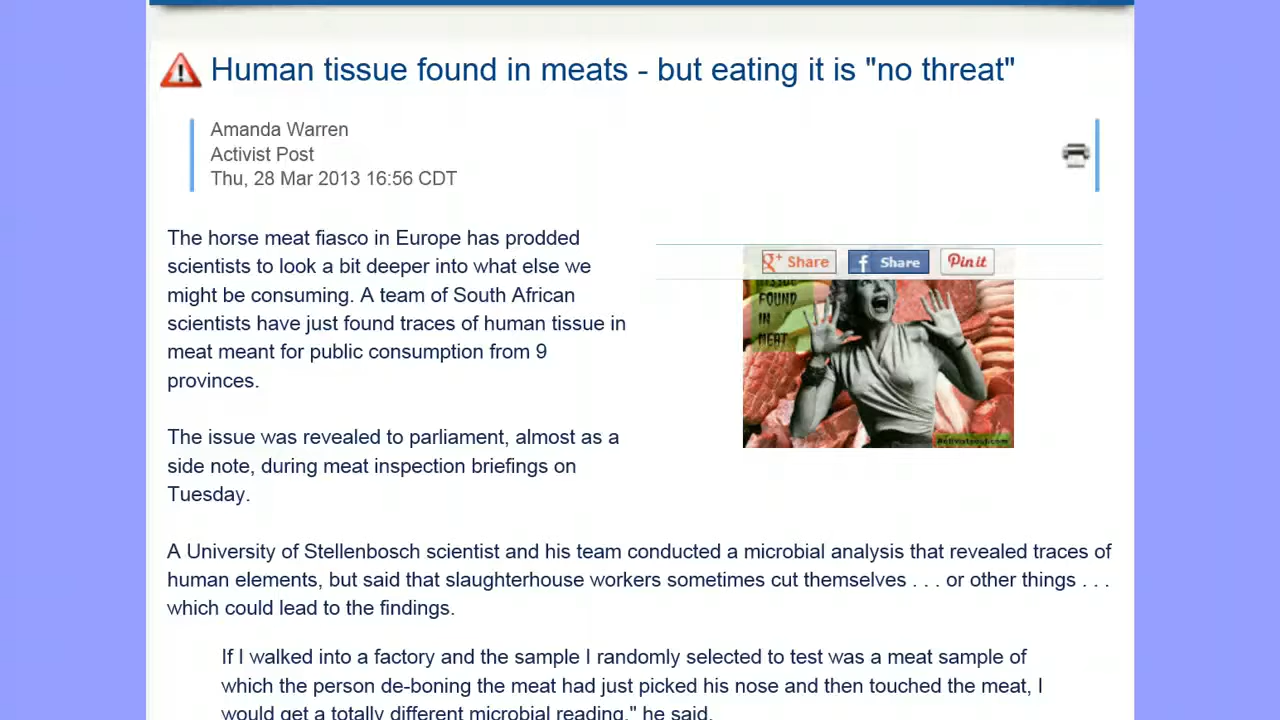 Human tissue found in meats - but eating it is "no threat"
Amanda Warren
Activist Post
Thu, 28 Mar 2013 16:56 CDT
The horse meat fiasco in Europe has prodded
scientists to look a bit deeper into what else we
might be consuming. A team of South African
scientists have just found traces of human tissue in
meat meant for public consumption from 9
provinces.
g+ Share
f Share
Pin it
TISSUE
FOUND
IN
MEAT
Activistpost.com
The issue was revealed to parliament, almost as a
side note, during meat inspection briefings on
Tuesday.
A University of Stellenbosch scientist and his team conducted a microbial analysis that revealed traces of
human elements, but said that slaughterhouse workers sometimes cut themselves . . . or other things . . .
which could lead to the findings.
If I walked into a factory and the sample I randomly selected to test was a meat sample of
which the person de-boning the meat had just picked his nose and then touched the meat, I
would get a totally different microbial reading," he said.